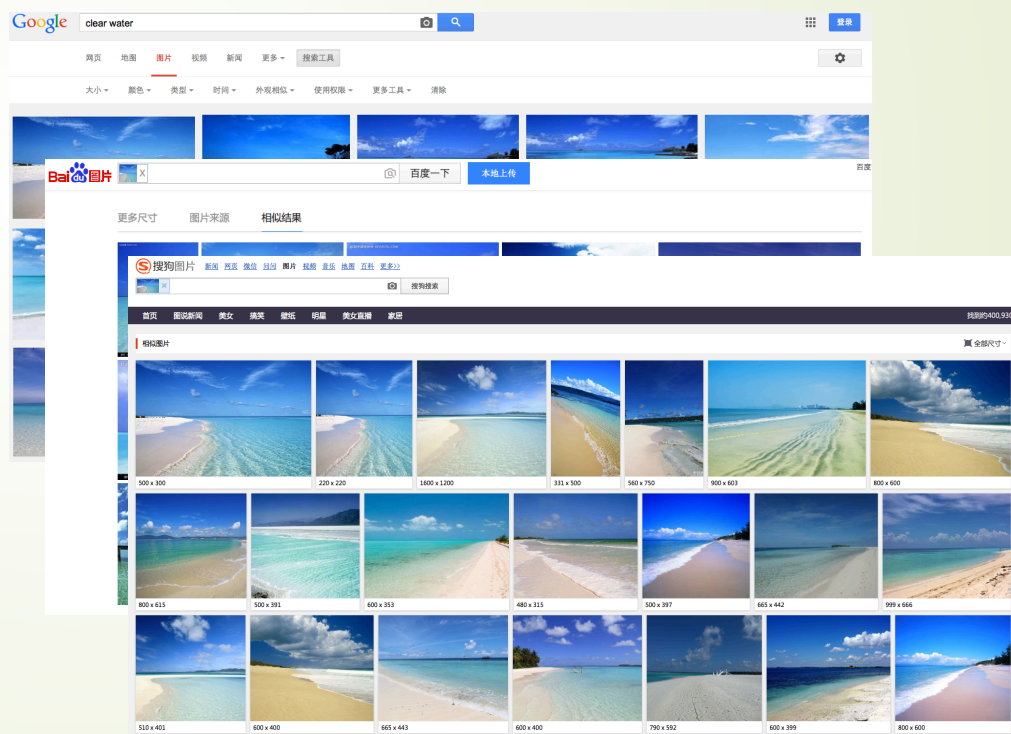 Google clear water 登录
网页 地图 图片 视频 新闻 更多 搜索工具
大小 颜色 类型 时间 外观相似 使用权限 更多工具 清除
Bai du 图片 X 百度一下 本地上传 百度
更多尺寸 图片来源 相似结果
S 搜狗图片 新闻 网页 微信 问问 图片 视频 音乐 地图 百科 更多>>
× 搜狗搜索
首页 图说新闻 美女 搞笑 壁纸 明星 美女直播 家居 找到约400,930
相似图片 全部尺寸
500 x 300 220 x 220 1600 x 1200 331 x 500 560 x 750 900 x 603 800 x 600
800 x 615 500 x 391 600 x 353 480 x 315 500 x 397 665 x 442 999 x 666
510 x 401 600 x 400 665 x 443 600 x 400 790 x 592 600 x 399 800 x 600